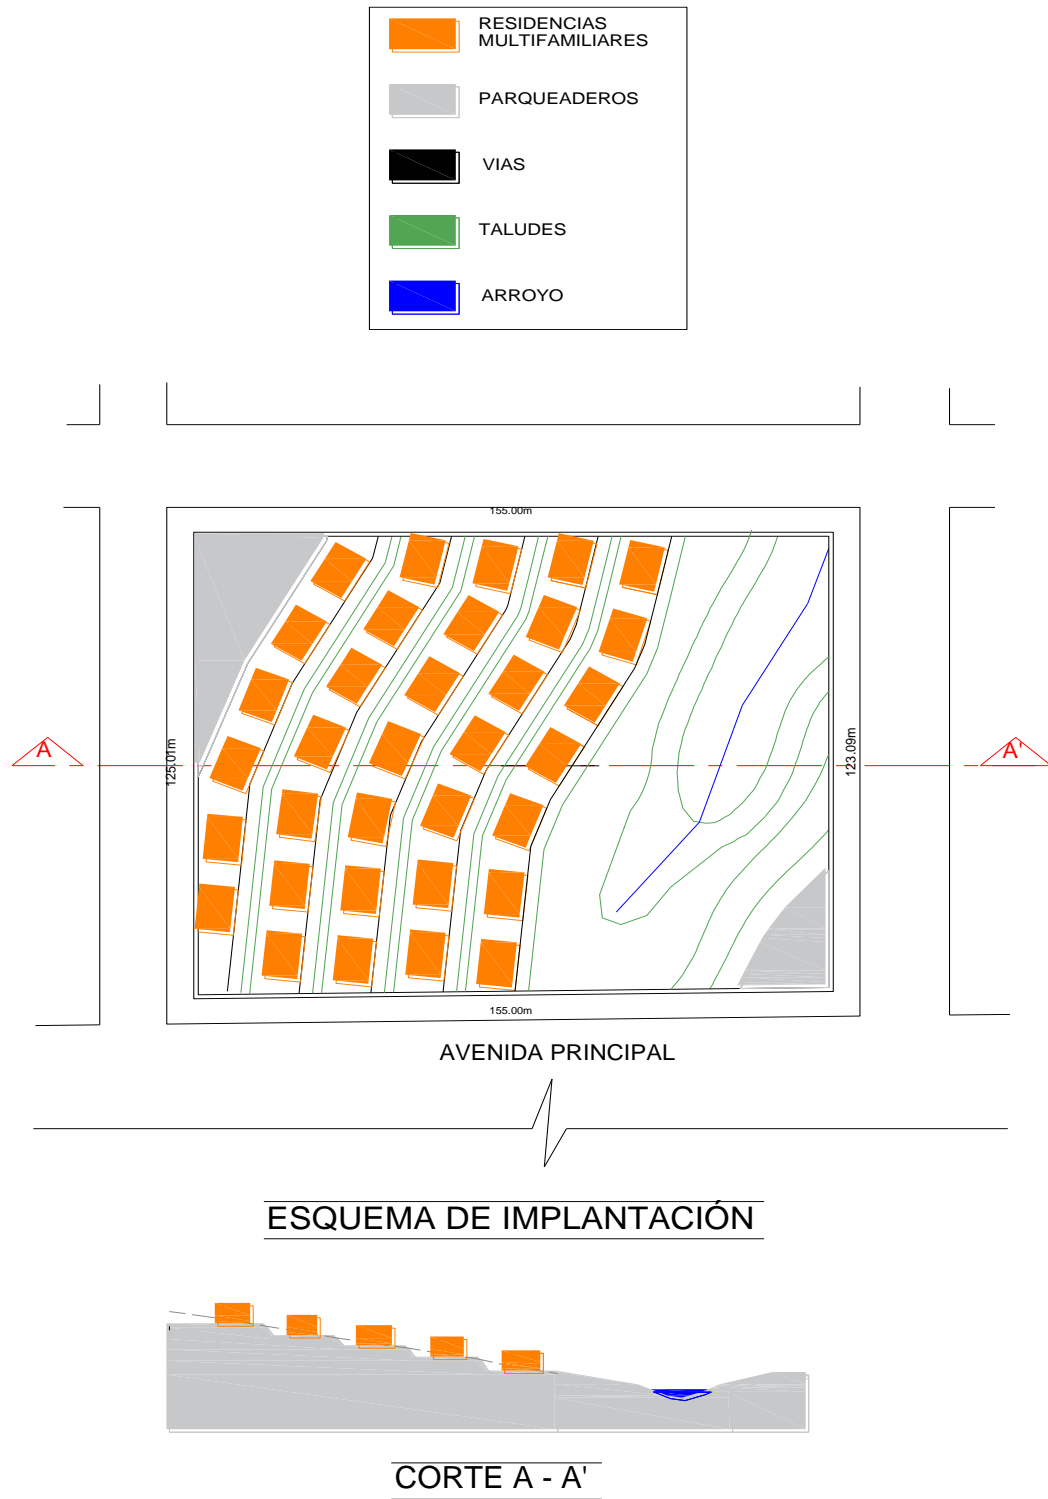 RESIDENCIAS
MULTIFAMILIARES
PARQUEADEROS
VIAS
TALUDES
ARROYO
155.00m
A
125.01m
123.09m
A'
155.00m
AVENIDA PRINCIPAL
ESQUEMA DE IMPLANTACIÓN
CORTE A - A'